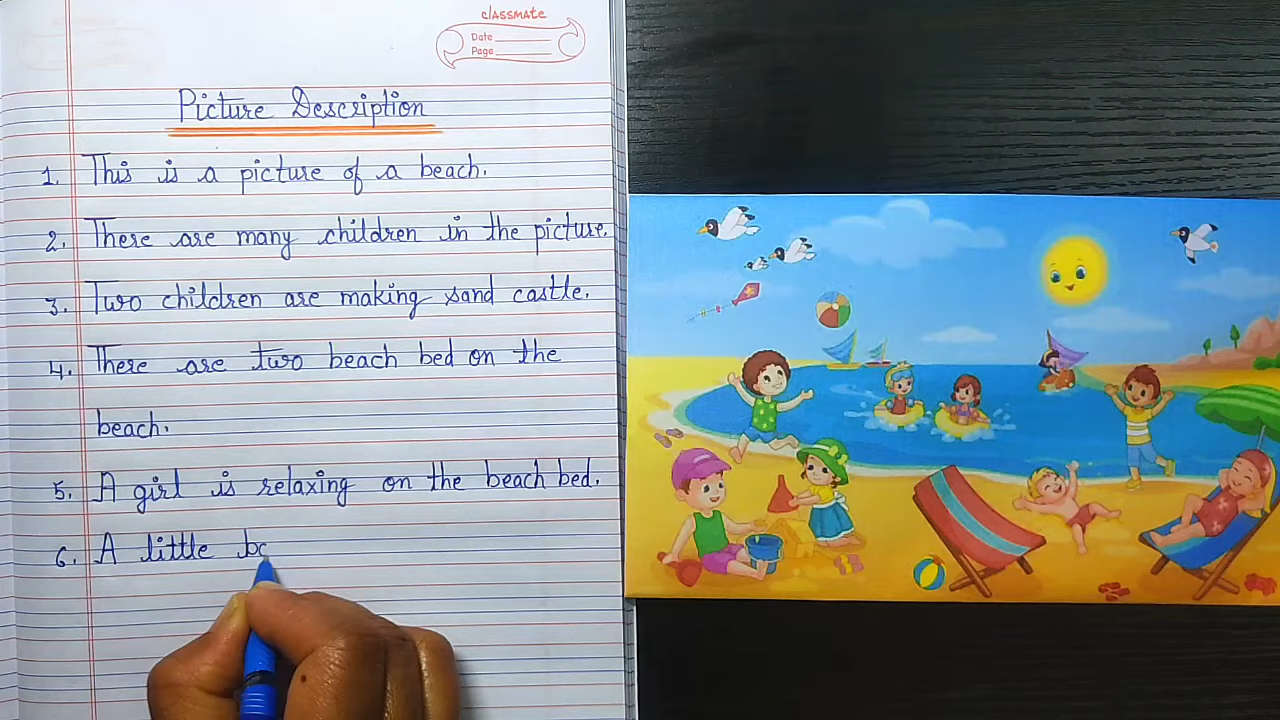 classmate
Date
Page
Picture Description
1. This is a picture of a beach.
2. There are many children in the picture.
3. Two children are making sand castle.
4. There are two beach bed on the
beach.
5. A girl is relaxing on the beach bed.
6. A little bo